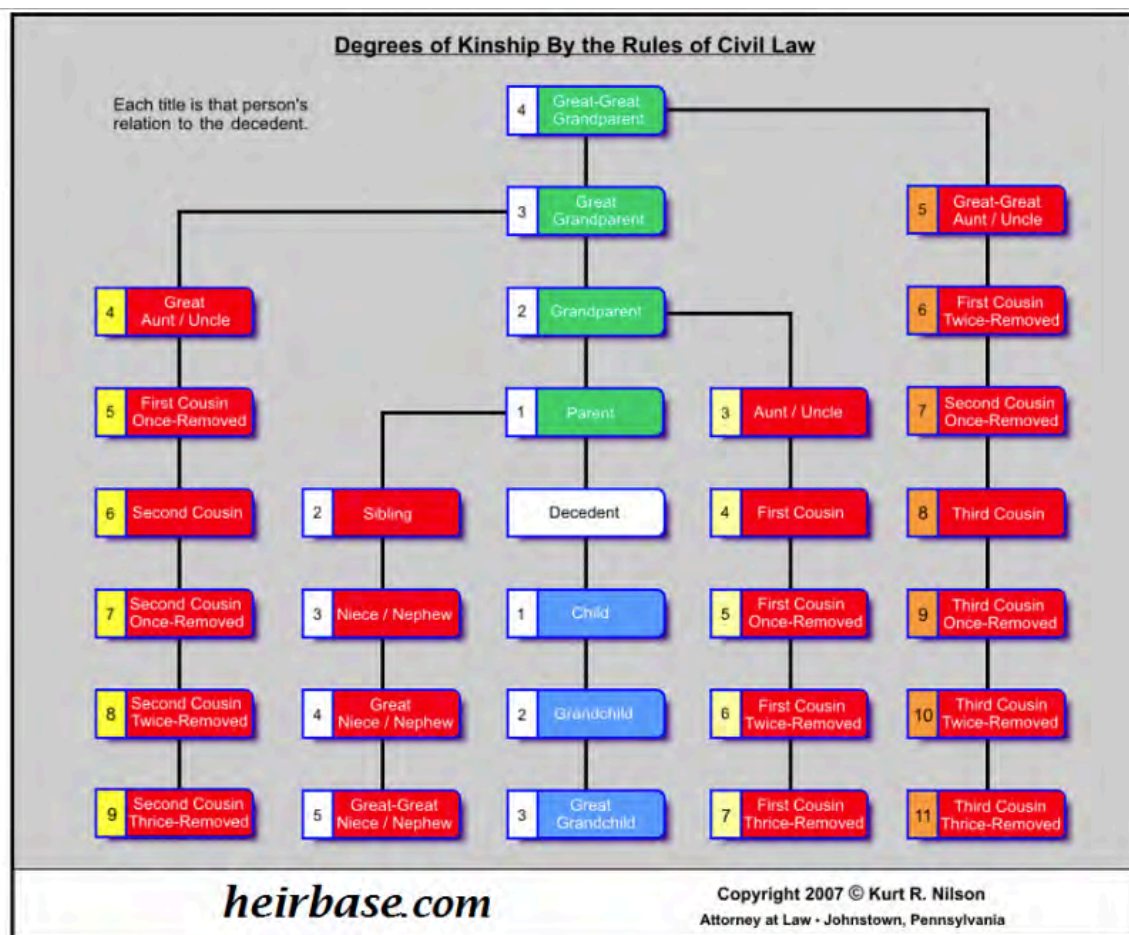 Degrees of Kinship By the Rules of Civil Law
Each title is that person's
relation to the decedent.
4
Great-Great
Grandparent
3
Great
Grandparent
5
Great-Great
Aunt / Uncle
4
Great
Aunt / Uncle
2
Grandparent
6
First Cousin
Twice-Removed
5
First Cousin
Once-Removed
1
Parent
3
Aunt / Uncle
7
Second Cousin
Once-Removed
6
Second Cousin
2
Sibling
Decedent
4
First Cousin
8
Third Cousin
7
Second Cousin
Once-Removed
3
Niece / Nephew
1
Child
5
First Cousin
Once-Removed
9
Third Cousin
Once-Removed
8
Second Cousin
Twice-Removed
4
Great
Niece / Nephew
2
Grandchild
6
First Cousin
Twice-Removed
10
Third Cousin
Twice-Removed
9
Second Cousin
Thrice-Removed
5
Great-Great
Niece / Nephew
3
Great
Grandchild
7
First Cousin
Thrice-Removed
11
Third Cousin
Thrice-Removed
heirbase.com
Copyright 2007 © Kurt R. Nilson
Attorney at Law - Johnstown, Pennsylvania